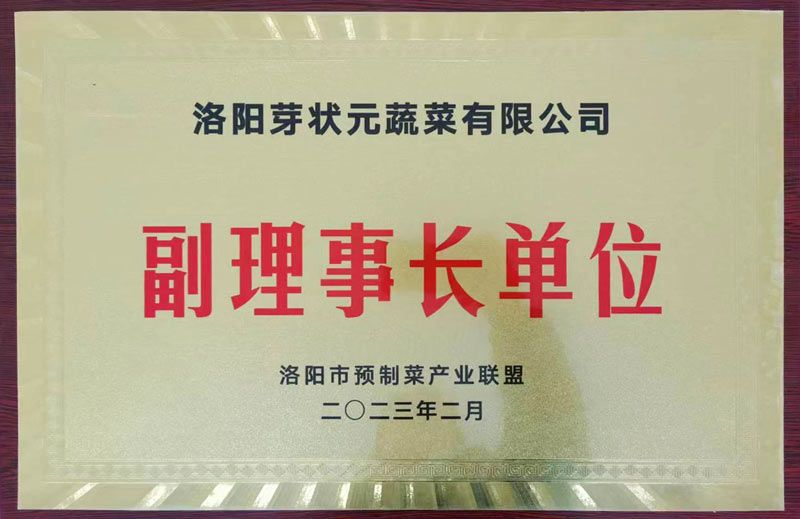 洛阳芽状元蔬菜有限公司
副理事长单位
洛阳市预制菜产业联盟
二〇二三年二月